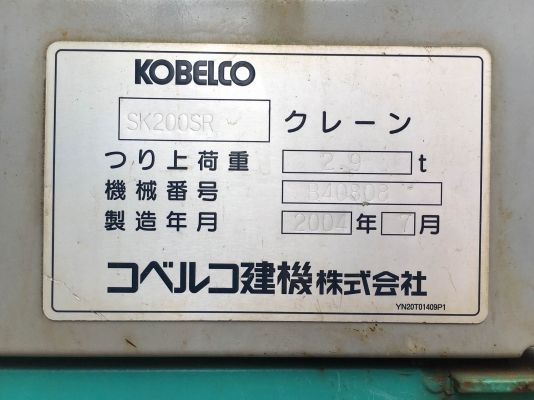 KOBELCO
SK200SR クレーン
つり上荷重 2.9 t
機械番号
製造年月 2004 年 7 月
コベルコ建機株式会社
YN20T01409P1